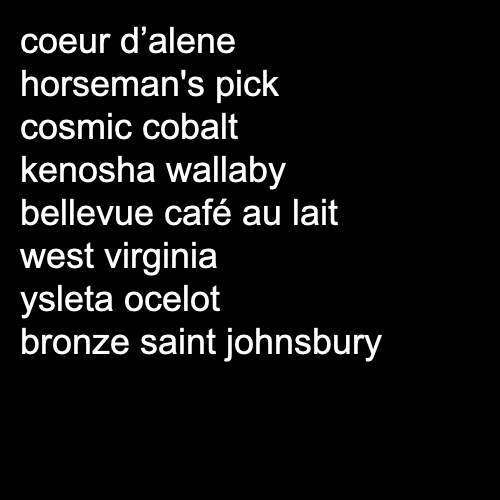 coeur d’alene
horseman's pick
cosmic cobalt
kenosha wallaby
bellevue café au lait
west virginia
ysleta ocelot
bronze saint johnsbury